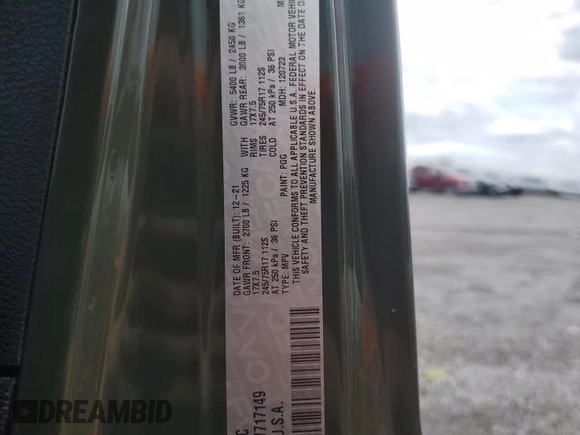 GVWR: 5400 LB / 2450 KG
DATE OF MFR (BUILT): 12-21
GAWR FRONT: 2700 LB / 1225 KG WITH GAWR REAR: 3000 LB / 1361 KG
17X7.5 RIMS 17X7.5
245/75R17 112S TIRES 245/75R17 112S
AT 250 kPa / 36 PSI COLD AT 250 kPa / 36 PSI
TYPE: MPV PAINT: PGG MDH: 120723
THIS VEHICLE CONFORMS TO ALL APPLICABLE U.S.A. FEDERAL MOTOR
SAFETY AND THEFT PREVENTION STANDARDS IN EFFECT ON THE DATE OF
MANUFACTURE SHOWN ABOVE.
717149
U.S.A.
DREAMBID